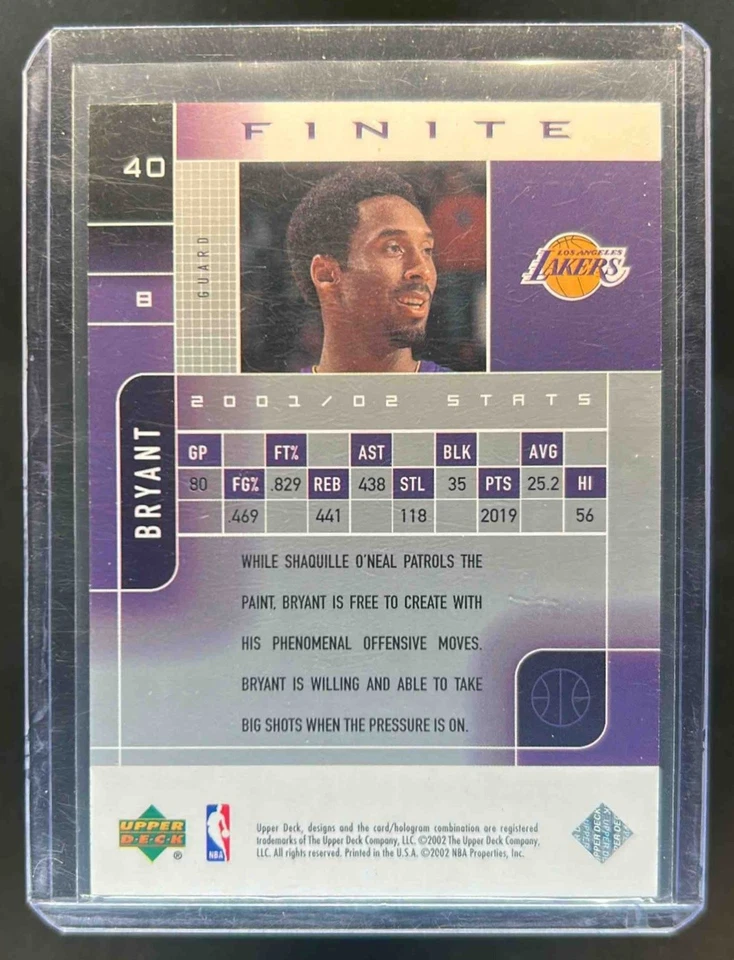 FINITE
40
8
GUARD
LOS ANGELES
LAKERS
BRYANT
2001/02 STATS
GP FT% AST BLK AVG
80 FG% .829 REB 438 STL 35 PTS 25.2 HI
.469 441 118 2019 56
WHILE SHAQUILLE O'NEAL PATROLS THE
PAINT, BRYANT IS FREE TO CREATE WITH
HIS PHENOMENAL OFFENSIVE MOVES.
BRYANT IS WILLING AND ABLE TO TAKE
BIG SHOTS WHEN THE PRESSURE IS ON.
UPPER
DECK
®
NBA
Upper Deck, designs and the card/hologram combination are registered
trademarks of The Upper Deck Company, LLC. ©2002 The Upper Deck Company,
LLC. All rights reserved. Printed in the U.S.A. ©2002 NBA Properties, Inc.
UPPER DECK